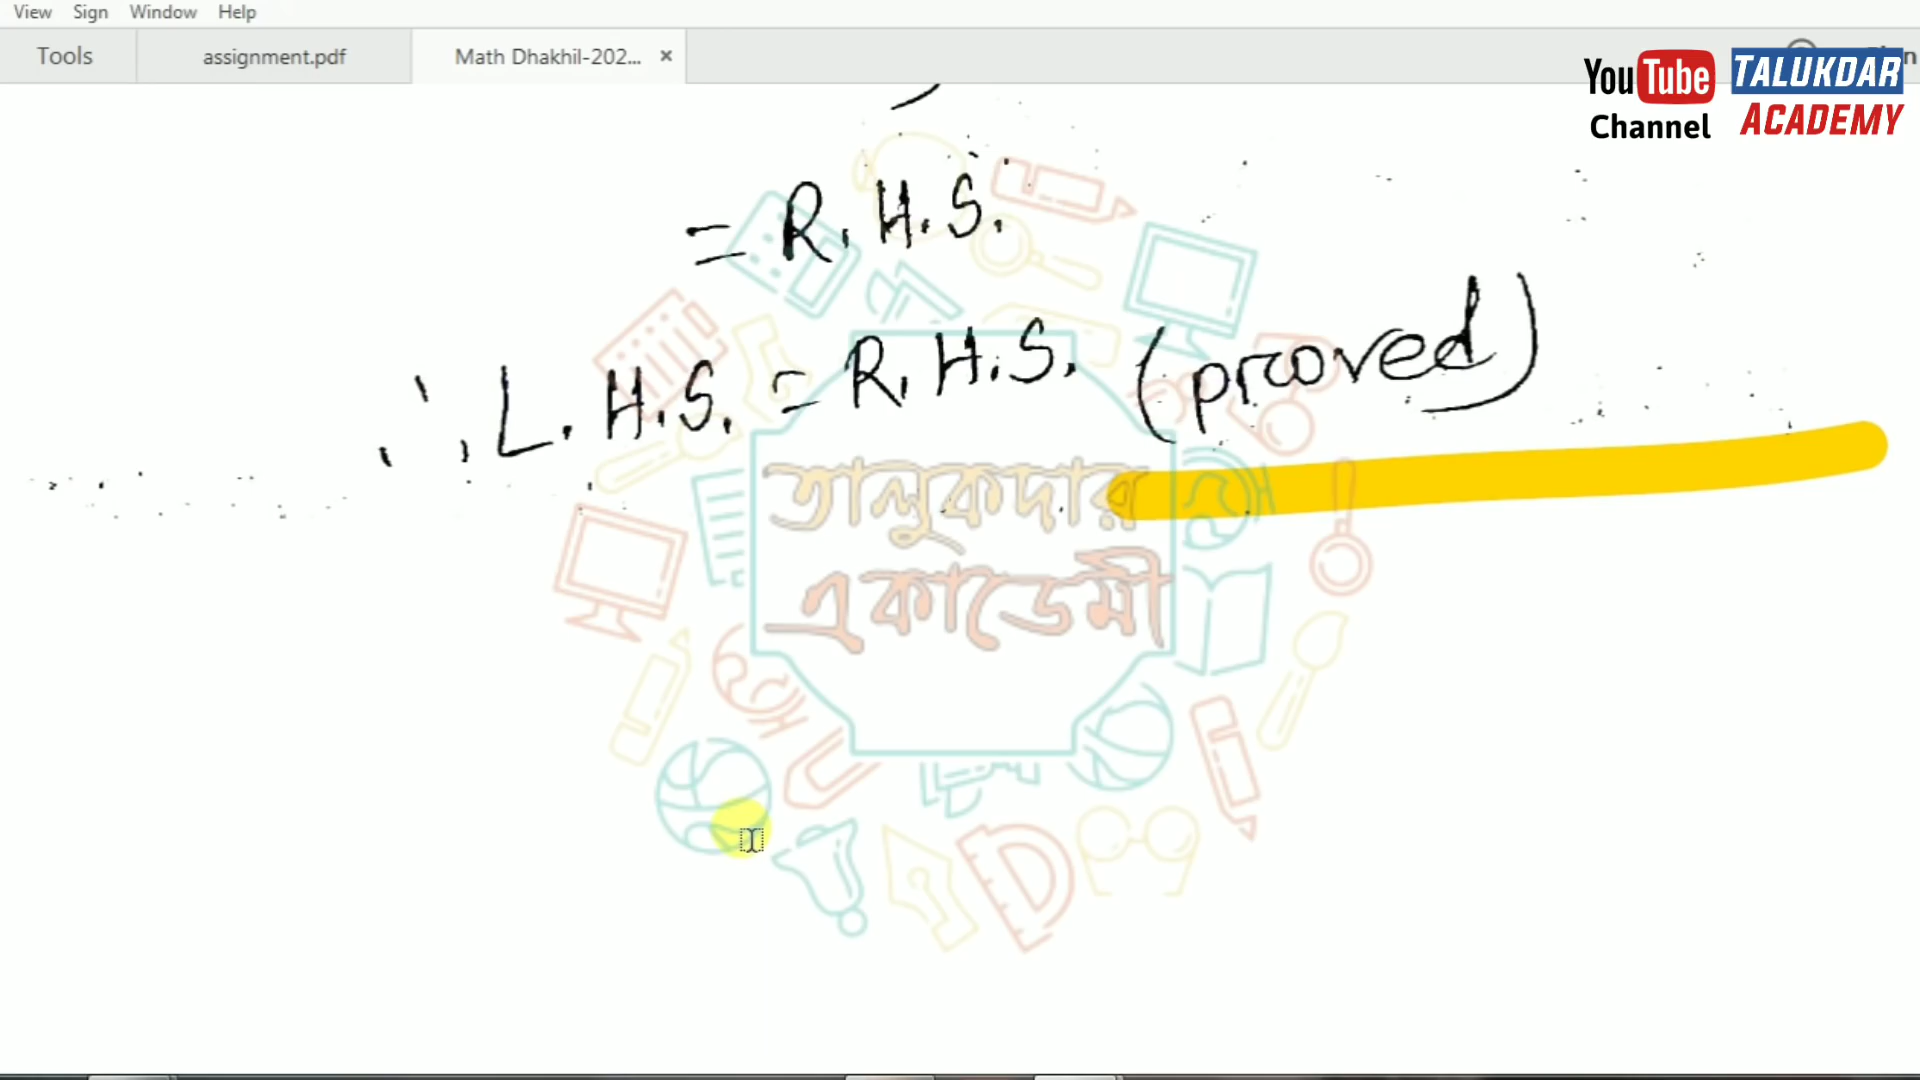 View Sign Window Help
Tools assignment.pdf Math Dhakhil-202... ×
YouTube TALUKDAR
Channel ACADEMY
= R.H.S.
∴ L.H.S. = R.H.S. (proved)
তালুকদার
একাডেমী